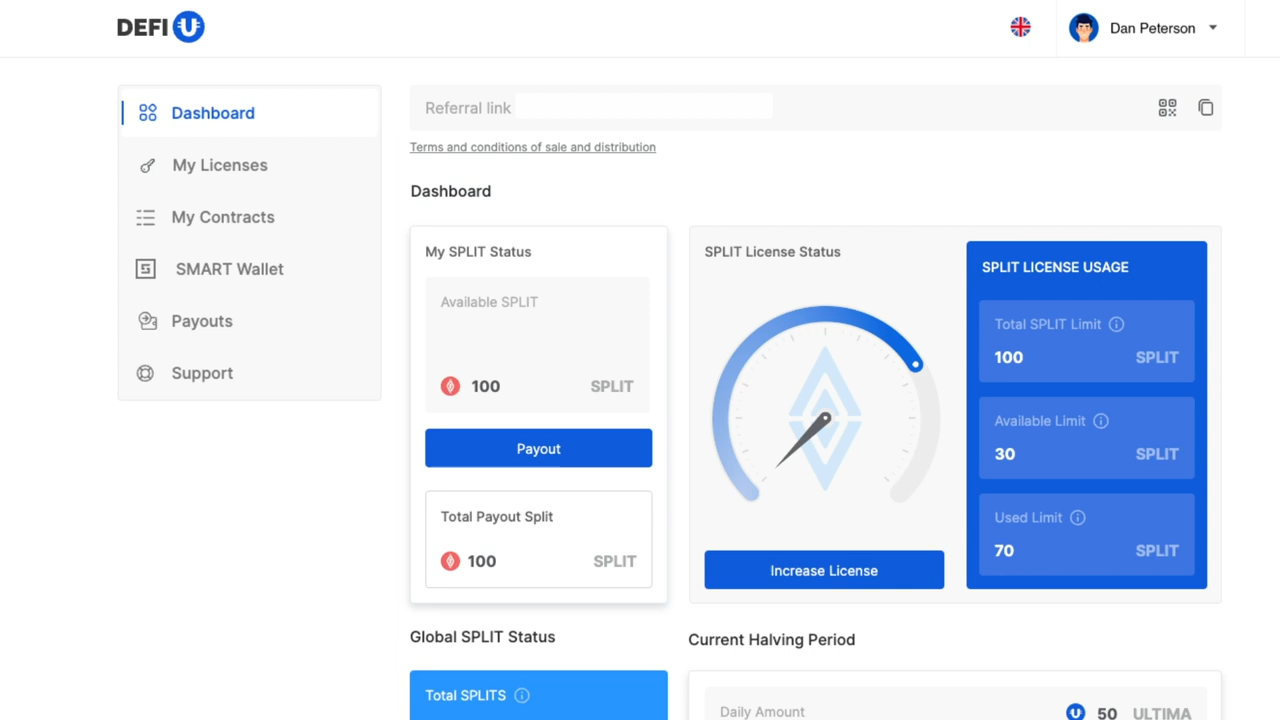 DEFI U
Dan Peterson
Dashboard
My Licenses
My Contracts
SMART Wallet
Payouts
Support
Referral link
Terms and conditions of sale and distribution
Dashboard
My SPLIT Status
Available SPLIT
100 SPLIT
Payout
Total Payout Split
100 SPLIT
SPLIT License Status
Increase License
SPLIT LICENSE USAGE
Total SPLIT Limit
100 SPLIT
Available Limit
30 SPLIT
Used Limit
70 SPLIT
Global SPLIT Status
Total SPLITS
Current Halving Period
Daily Amount
50 ULTIMA